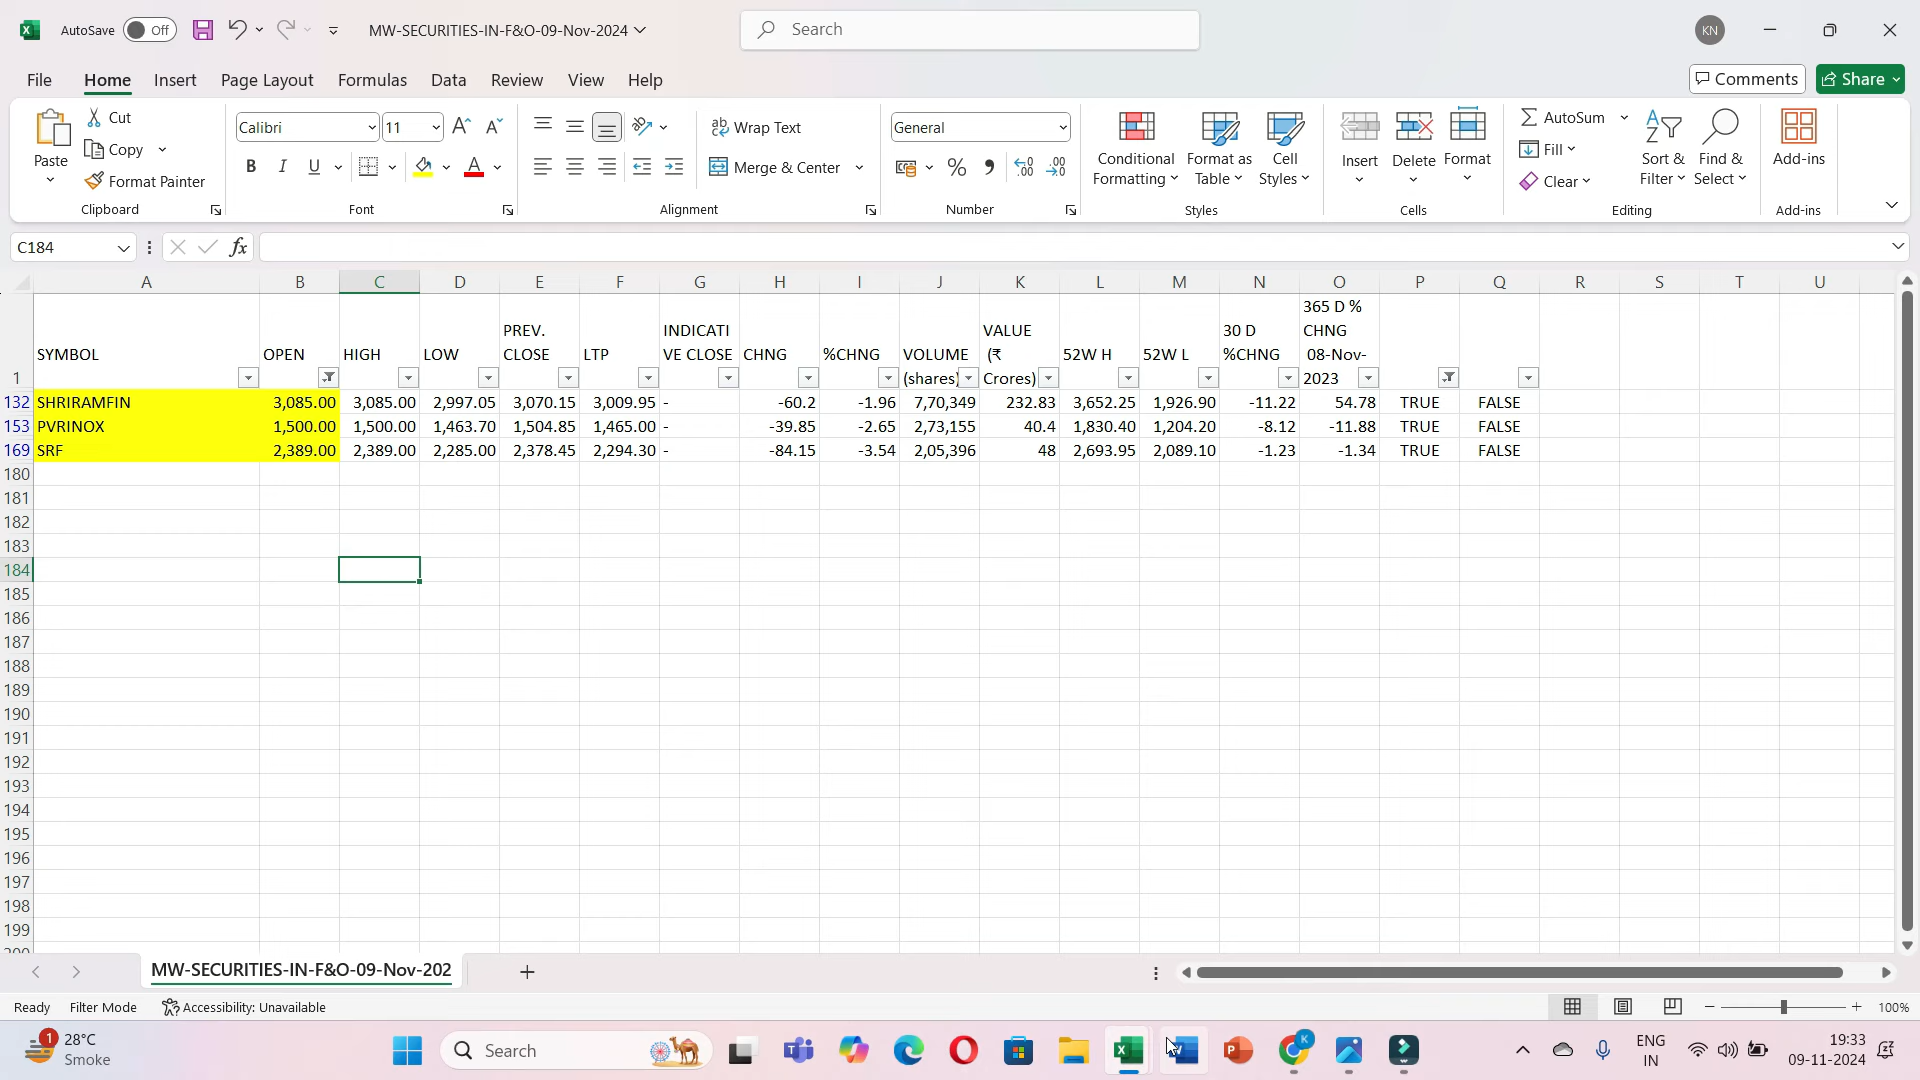 AutoSave Off MW-SECURITIES-IN-F&O-09-Nov-2024 Search KN
File Home Insert Page Layout Formulas Data Review View Help Comments Share
Paste Cut Copy Format Painter Clipboard
Calibri 11 B I U A Font
ab Wrap Text Merge & Center Alignment
General % Number
Conditional Formatting Format as Table Cell Styles Styles
Insert Delete Format Cells
AutoSum Fill Clear Sort & Filter Find & Select Editing
Add-ins Add-ins
C184 fx
A B C D E F G H I J K L M N O P Q R S T U
1 SYMBOL OPEN HIGH LOW PREV. CLOSE LTP INDICATIVE CLOSE CHNG %CHNG VOLUME (shares) VALUE (₹ Crores) 52W H 52W L 30 D %CHNG 365 D % CHNG 08-Nov-2023
132 SHRIRAMFIN 3,085.00 3,085.00 2,997.05 3,070.15 3,009.95 - -60.2 -1.96 7,70,349 232.83 3,652.25 1,926.90 -11.22 54.78 TRUE FALSE
153 PVRINOX 1,500.00 1,500.00 1,463.70 1,504.85 1,465.00 - -39.85 -2.65 2,73,155 40.4 1,830.40 1,204.20 -8.12 -11.88 TRUE FALSE
169 SRF 2,389.00 2,389.00 2,285.00 2,378.45 2,294.30 - -84.15 -3.54 2,05,396 48 2,693.95 2,089.10 -1.23 -1.34 TRUE FALSE
180
181
182
183
184
185
186
187
188
189
190
191
192
193
194
195
196
197
198
199
MW-SECURITIES-IN-F&O-09-Nov-202
Ready Filter Mode Accessibility: Unavailable 100%
1 28°C Smoke
Search
ENG IN
19:33
09-11-2024